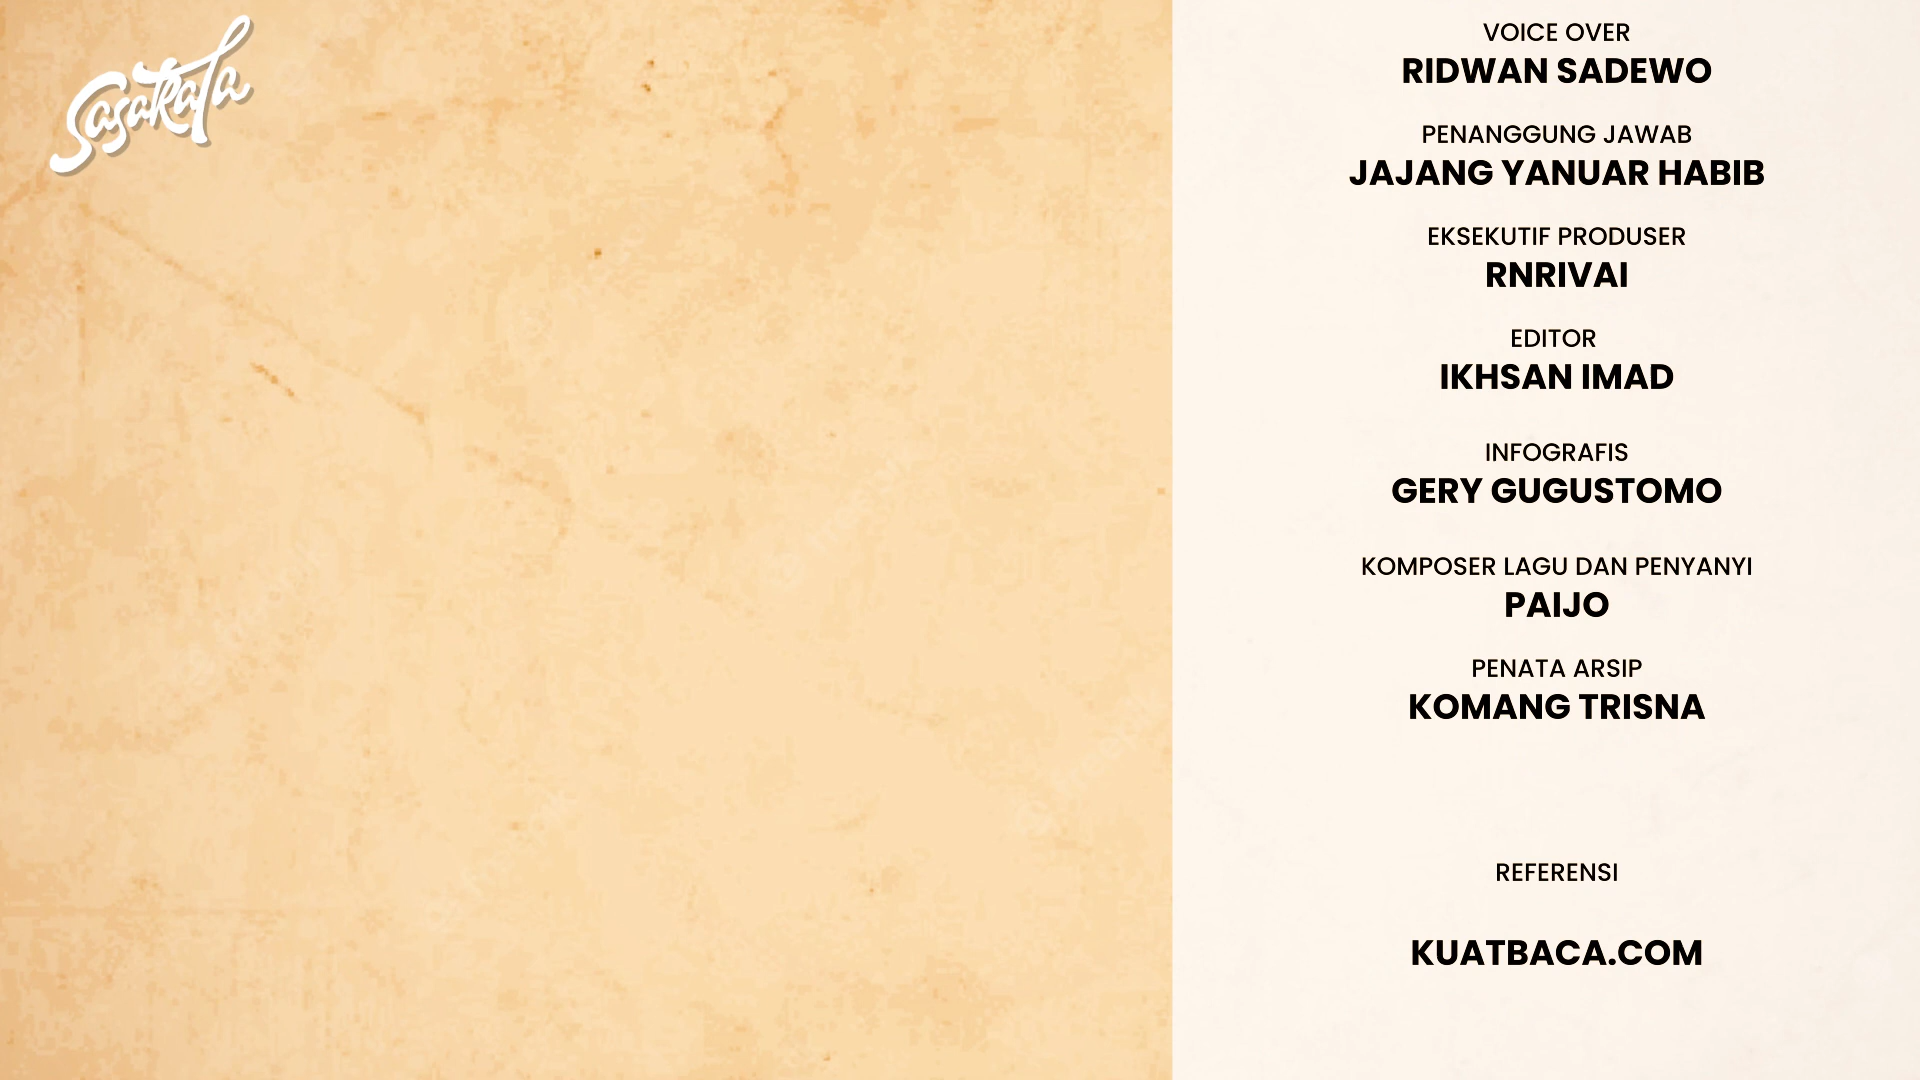 Sasakala
VOICE OVER
RIDWAN SADEWO
PENANGGUNG JAWAB
JAJANG YANUAR HABIB
EKSEKUTIF PRODUSER
RNRIVAI
EDITOR
IKHSAN IMAD
INFOGRAFIS
GERY GUGUSTOMO
KOMPOSER LAGU DAN PENYANYI
PAIJO
PENATA ARSIP
KOMANG TRISNA
REFERENSI
KUATBACA.COM